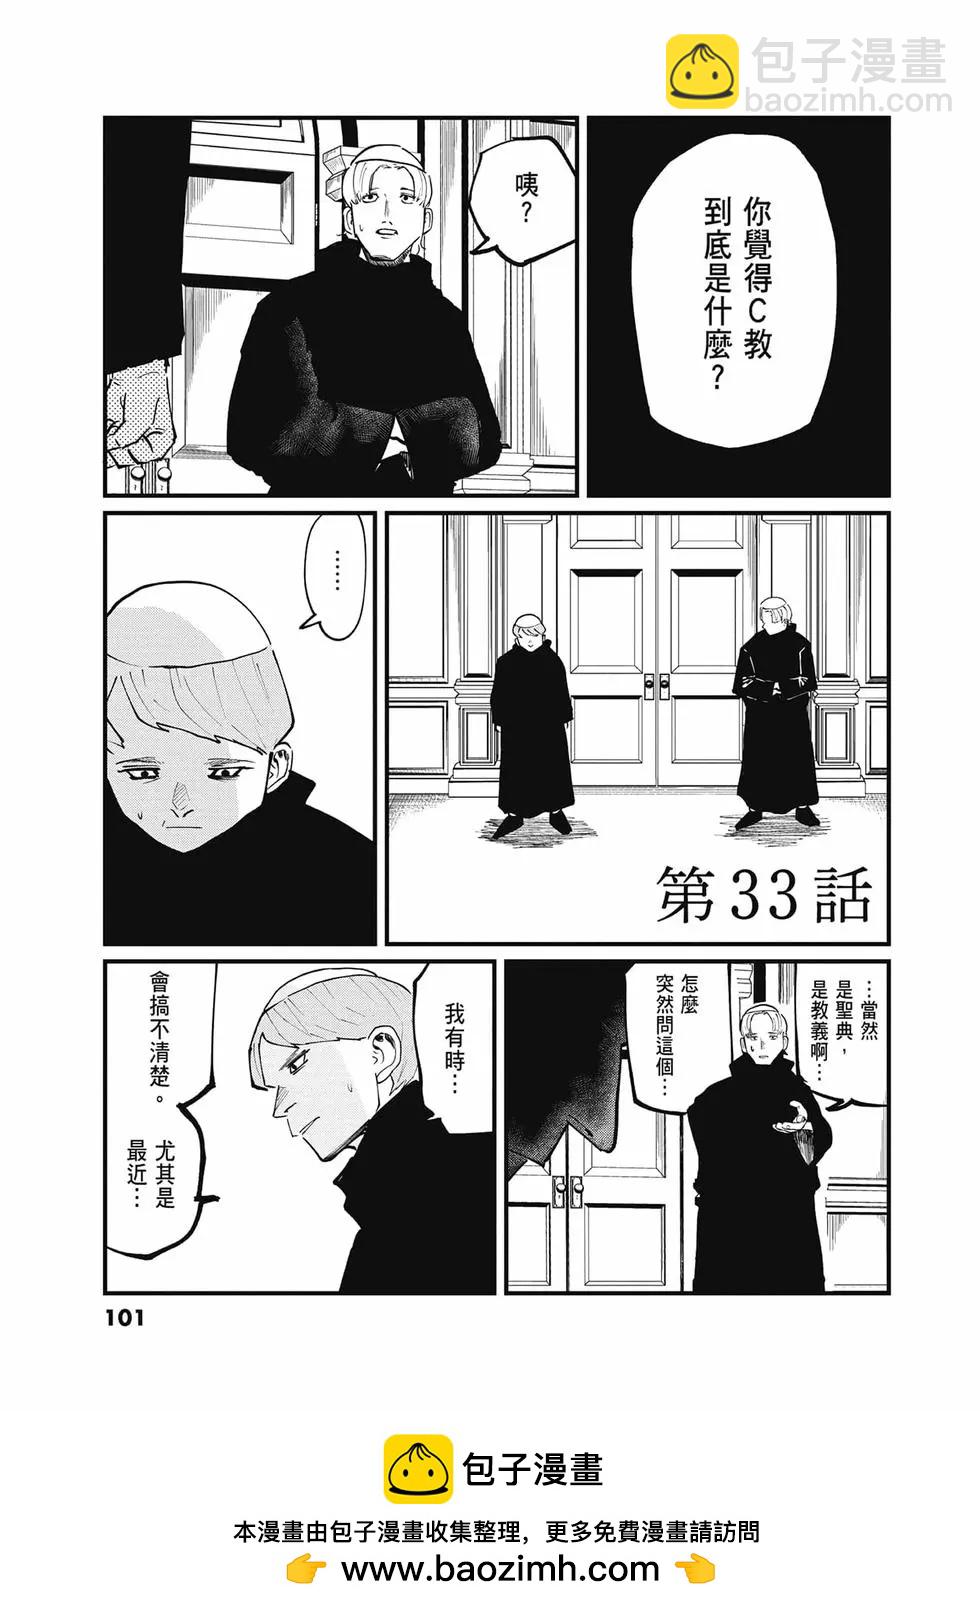 包子漫畫
baozimh.com
你覺得C教
到底是什麼?
咦?
第33話
……
…當然
是聖典，
是教義啊…
怎麼
突然問這個…
我有時…
會搞不清楚。
尤其是
最近…
101
包子漫畫
本漫畫由包子漫畫收集整理，更多免費漫畫請訪問
👉 www.baozimh.com 👈